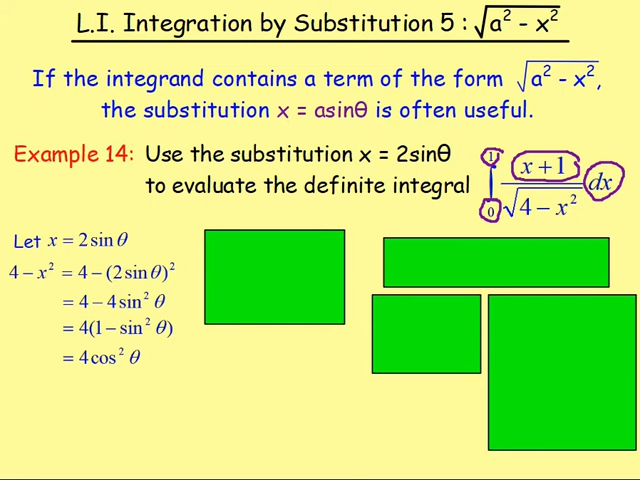 L.I. Integration by Substitution 5 : √(a² - x²)
If the integrand contains a term of the form √(a² - x²),
the substitution x = asinθ is often useful.
Example 14: Use the substitution x = 2sinθ
to evaluate the definite integral ∫₀¹ (x + 1)/√(4 − x²) dx
Let x = 2 sin θ
4 − x² = 4 − (2 sin θ)²
= 4 − 4 sin² θ
= 4(1 − sin² θ)
= 4 cos² θ